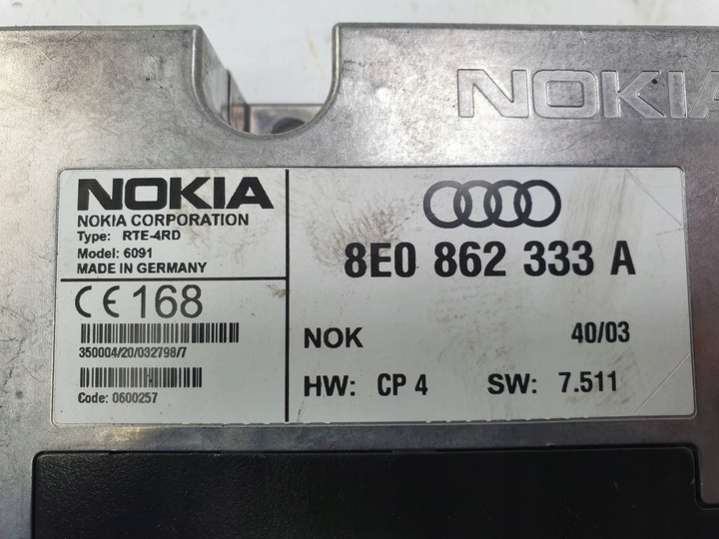 NOKIA
NOKIA
NOKIA CORPORATION
Type: RTE-4RD
Model: 6091
MADE IN GERMANY
CE 168
350004/20/032798/7
Code: 0600257
8E0 862 333 A
NOK 40/03
HW: CP 4 SW: 7.511